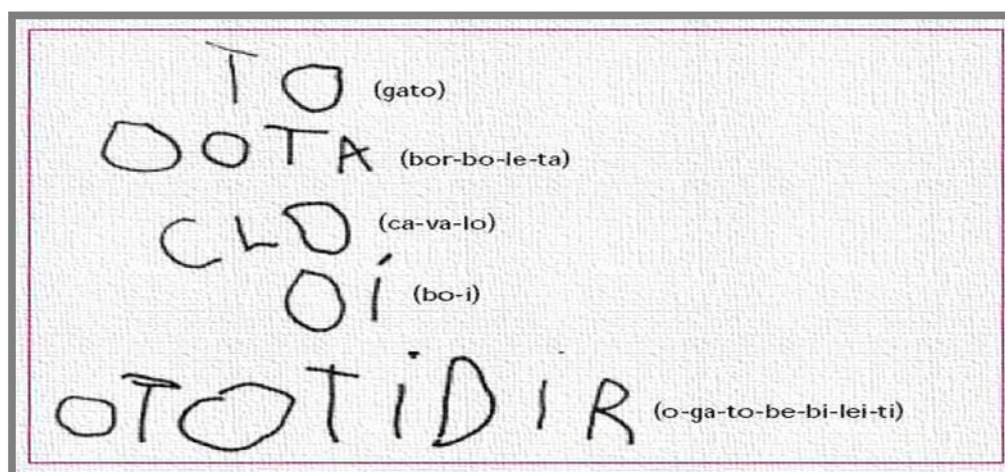 TO (gato)
OOTA (bor-bo-le-ta)
CLO (ca-va-lo)
OÍ (bo-i)
OTOTiDIR (o-ga-to-be-bi-lei-ti)